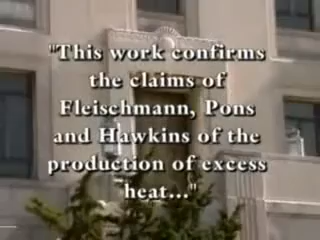 "This work confirms
the claims of
Fleischmann, Pons
and Hawkins of the
production of excess
heat..."